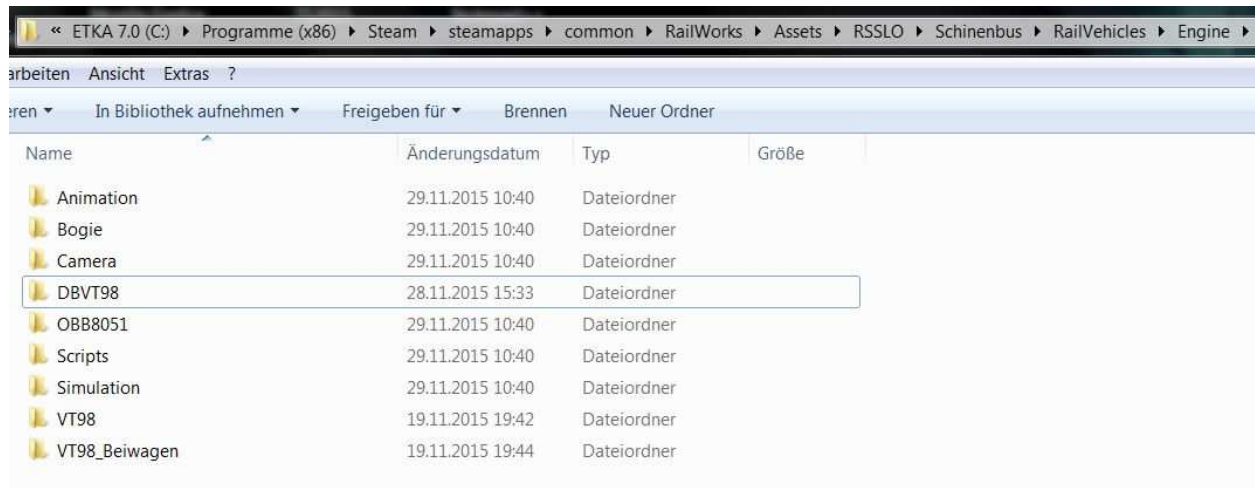 « ETKA 7.0 (C:) ▸ Programme (x86) ▸ Steam ▸ steamapps ▸ common ▸ RailWorks ▸ Assets ▸ RSSLO ▸ Schinenbus ▸ RailVehicles ▸ Engine ▸
arbeiten Ansicht Extras ?
eren In Bibliothek aufnehmen Freigeben für Brennen Neuer Ordner
Name Änderungsdatum Typ Größe
Animation 29.11.2015 10:40 Dateiordner
Bogie 29.11.2015 10:40 Dateiordner
Camera 29.11.2015 10:40 Dateiordner
DBVT98 28.11.2015 15:33 Dateiordner
OBB8051 29.11.2015 10:40 Dateiordner
Scripts 29.11.2015 10:40 Dateiordner
Simulation 29.11.2015 10:40 Dateiordner
VT98 19.11.2015 19:42 Dateiordner
VT98_Beiwagen 19.11.2015 19:44 Dateiordner